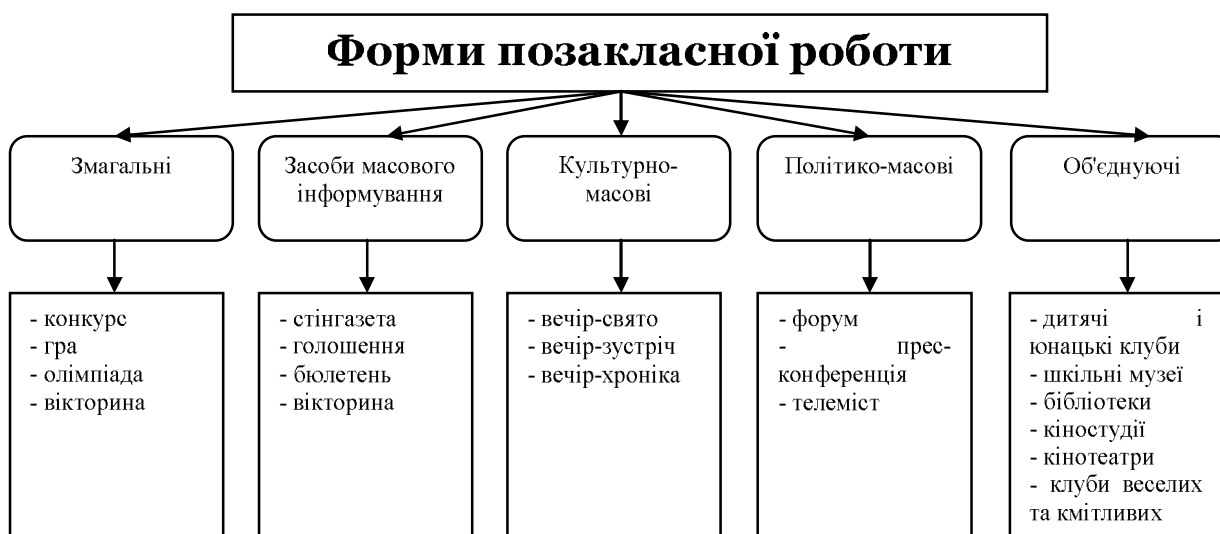 Форми позакласної роботи
Змагальні
Засоби масового
інформування
Культурно-
масові
Політико-масові
Об'єднуючі
- конкурс
- гра
- олімпіада
- вікторина
- стінгазета
- голошення
- бюлетень
- вікторина
- вечір-свято
- вечір-зустріч
- вечір-хроніка
- форум
- прес-
конференція
- телеміст
- дитячі і
юнацькі клуби
- шкільні музеї
- бібліотеки
- кіностудії
- кінотеатри
- клуби веселих
та кмітливих